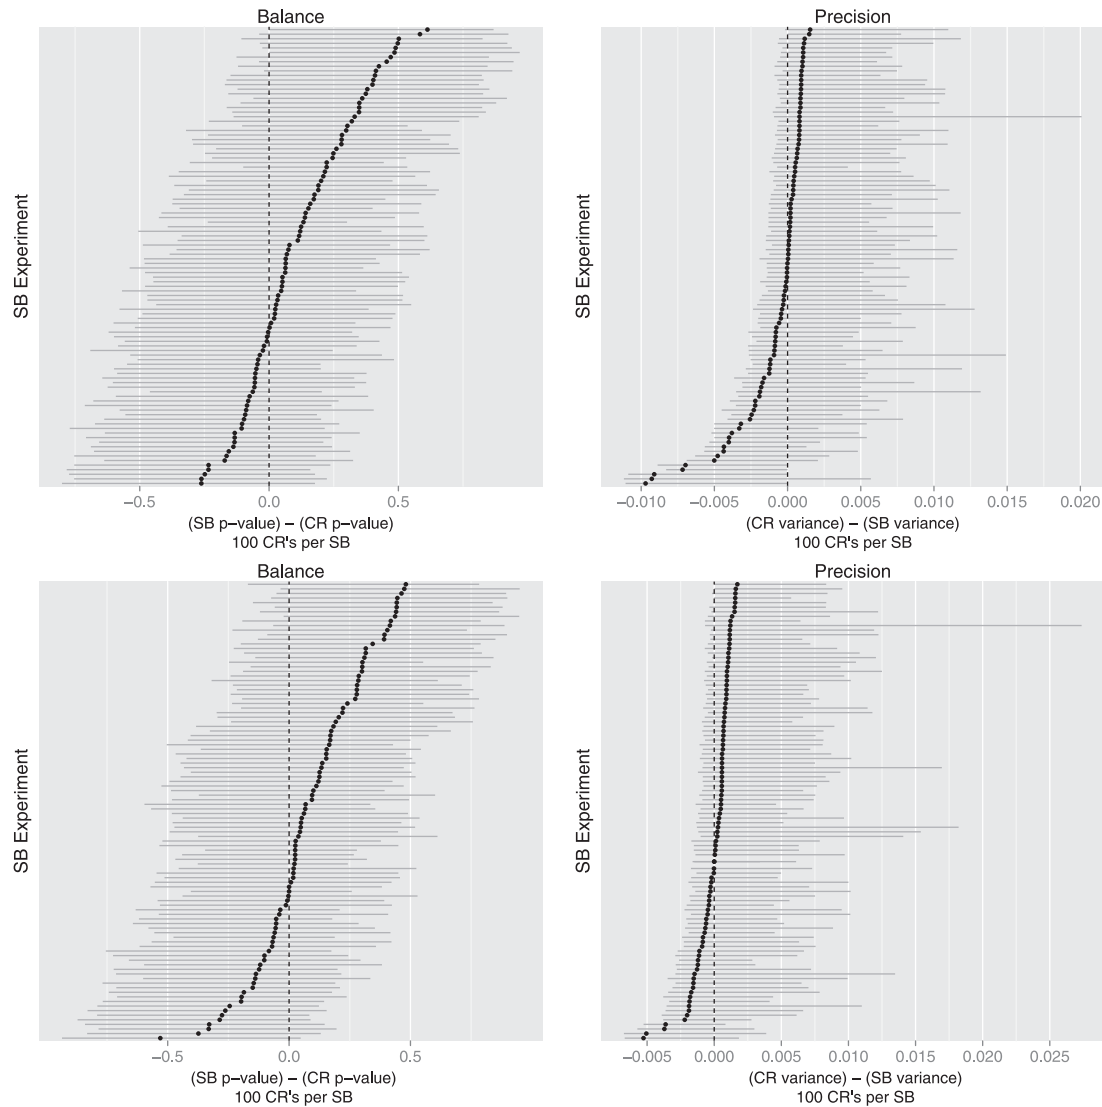 Balance
SB Experiment
−0.5 0.0 0.5
(SB p−value) − (CR p−value)
100 CR's per SB
Precision
SB Experiment
−0.010 −0.005 0.000 0.005 0.010 0.015 0.020
(CR variance) − (SB variance)
100 CR's per SB
Balance
SB Experiment
−0.5 0.0 0.5
(SB p−value) − (CR p−value)
100 CR's per SB
Precision
SB Experiment
−0.005 0.000 0.005 0.010 0.015 0.020 0.025
(CR variance) − (SB variance)
100 CR's per SB